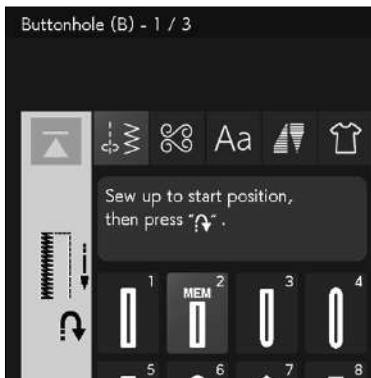 Buttonhole (B) - 1 / 3
Aa
Sew up to start position,
then press "↷" .
1
MEM 2
3
4
5
6
7
8